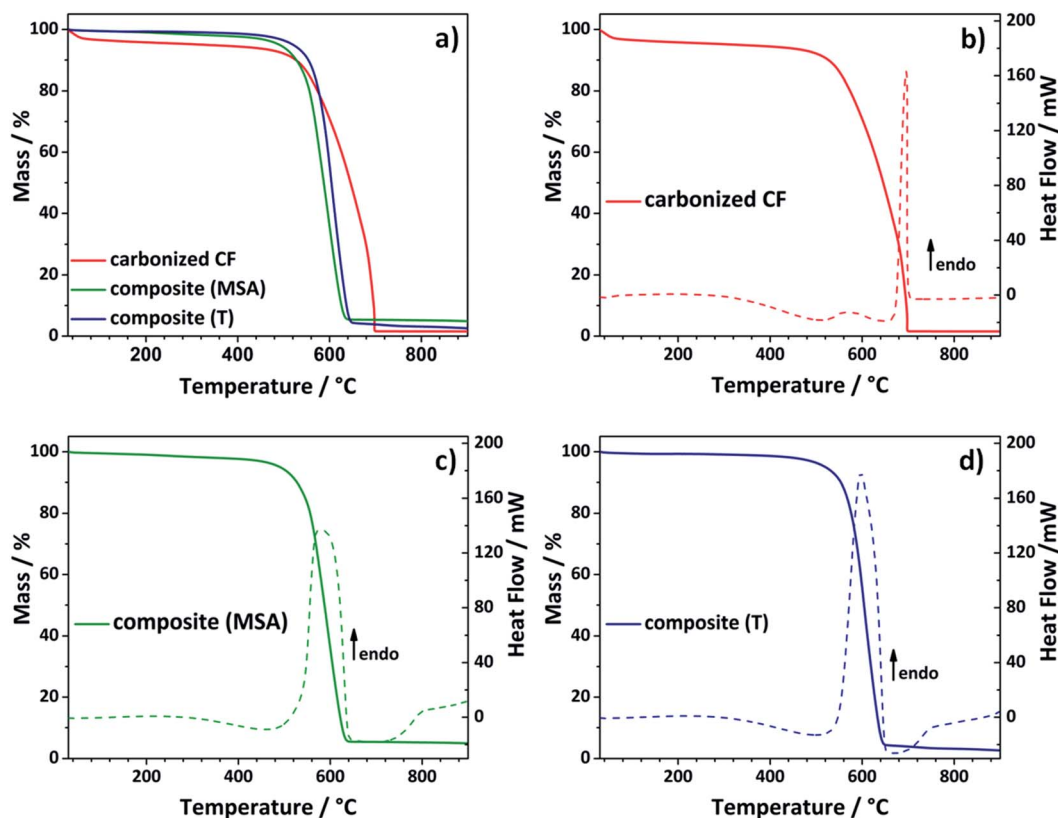 a)
100
80
60
40
20
0
Mass / %
carbonized CF
composite (MSA)
composite (T)
200 400 600 800
Temperature / °C
b)
100
80
60
40
20
0
Mass / %
200
160
120
80
40
0
Heat Flow / mW
carbonized CF
endo
200 400 600 800
Temperature / °C
c)
100
80
60
40
20
0
Mass / %
200
160
120
80
40
0
Heat Flow / mW
composite (MSA)
endo
200 400 600 800
Temperature / °C
d)
100
80
60
40
20
0
Mass / %
200
160
120
80
40
0
Heat Flow /mW
composite (T)
endo
200 400 600 800
Temperature / °C